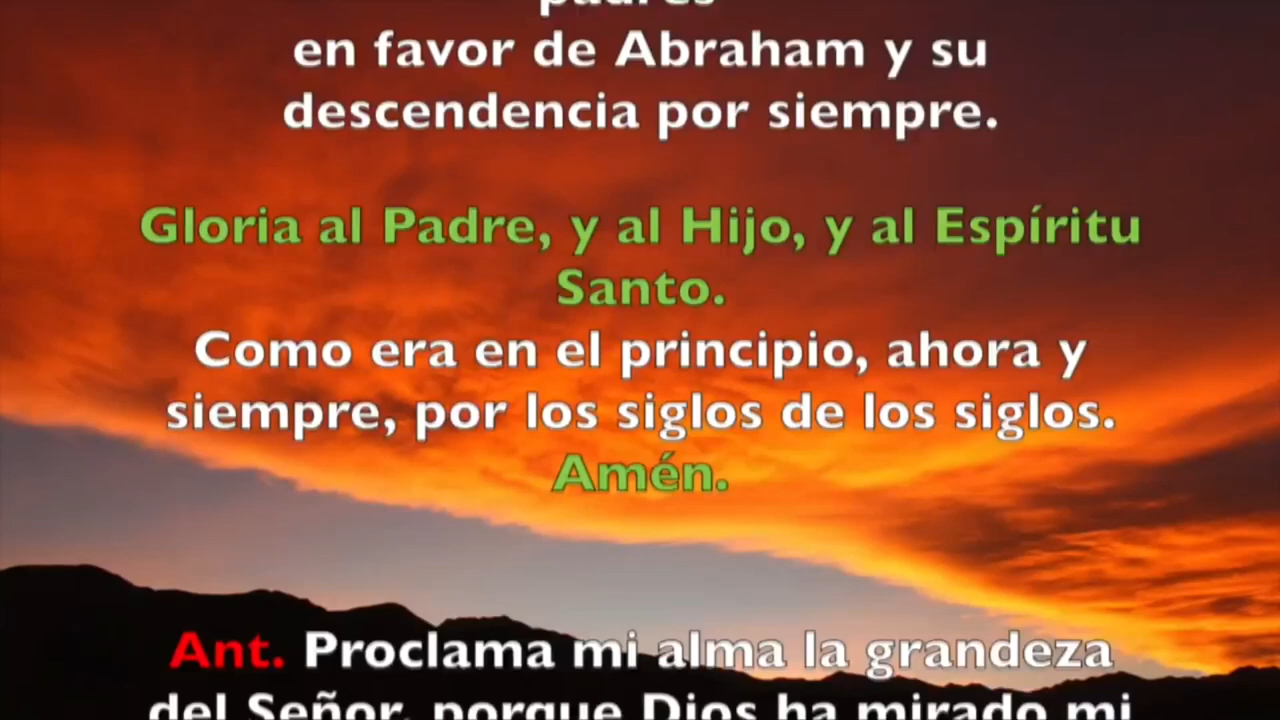 padres
en favor de Abraham y su
descendencia por siempre.
Gloria al Padre, y al Hijo, y al Espíritu
Santo.
Como era en el principio, ahora y
siempre, por los siglos de los siglos.
Amén.
Ant. Proclama mi alma la grandeza
del Señor, porque Dios ha mirado mi